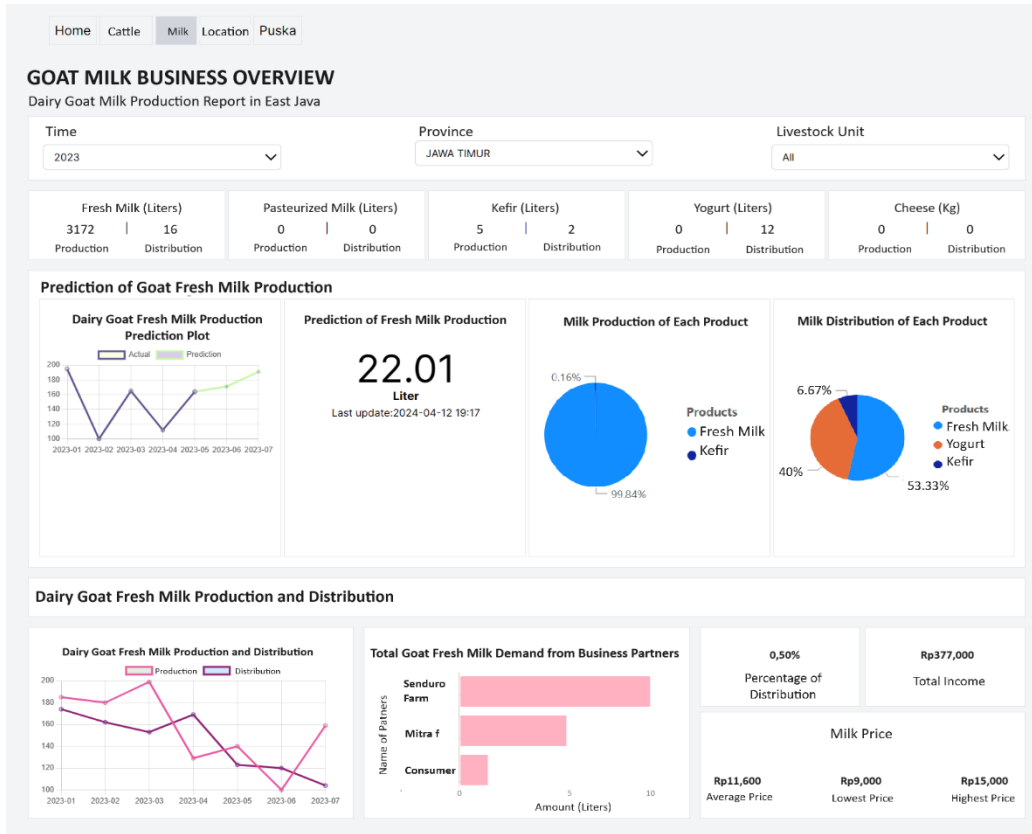 Home Cattle Milk Location Puska
GOAT MILK BUSINESS OVERVIEW
Dairy Goat Milk Production Report in East Java
Time
2023
Province
JAWA TIMUR
Livestock Unit
All
Fresh Milk (Liters)
3172 | 16
Production Distribution
Pasteurized Milk (Liters)
0 | 0
Production Distribution
Kefir (Liters)
5 | 2
Production Distribution
Yogurt (Liters)
0 | 12
Production Distribution
Cheese (Kg)
0 | 0
Production Distribution
Prediction of Goat Fresh Milk Production
Dairy Goat Fresh Milk Production
Prediction Plot
Actual Prediction
200
180
160
140
120
100
2023-01 2023-02 2023-03 2023-04 2023-05 2023-06 2023-07
Prediction of Fresh Milk Production
22.01
Liter
Last update:2024-04-12 19:17
Milk Production of Each Product
0.16%
99.84%
Products
Fresh Milk
Kefir
Milk Distribution of Each Product
6.67%
40%
53.33%
Products
Fresh Milk
Yogurt
Kefir
Dairy Goat Fresh Milk Production and Distribution
Dairy Goat Fresh Milk Production and Distribution
Production Distribution
200
180
160
140
120
100
2023-01 2023-02 2023-03 2023-04 2023-05 2023-06 2023-07
Total Goat Fresh Milk Demand from Business Partners
Name of Patners
Senduro
Farm
Mitra f
Consumer
0 5 10
Amount (Liters)
0,50%
Percentage of
Distribution
Rp377,000
Total Income
Milk Price
Rp11,600
Average Price
Rp9,000
Lowest Price
Rp15,000
Highest Price